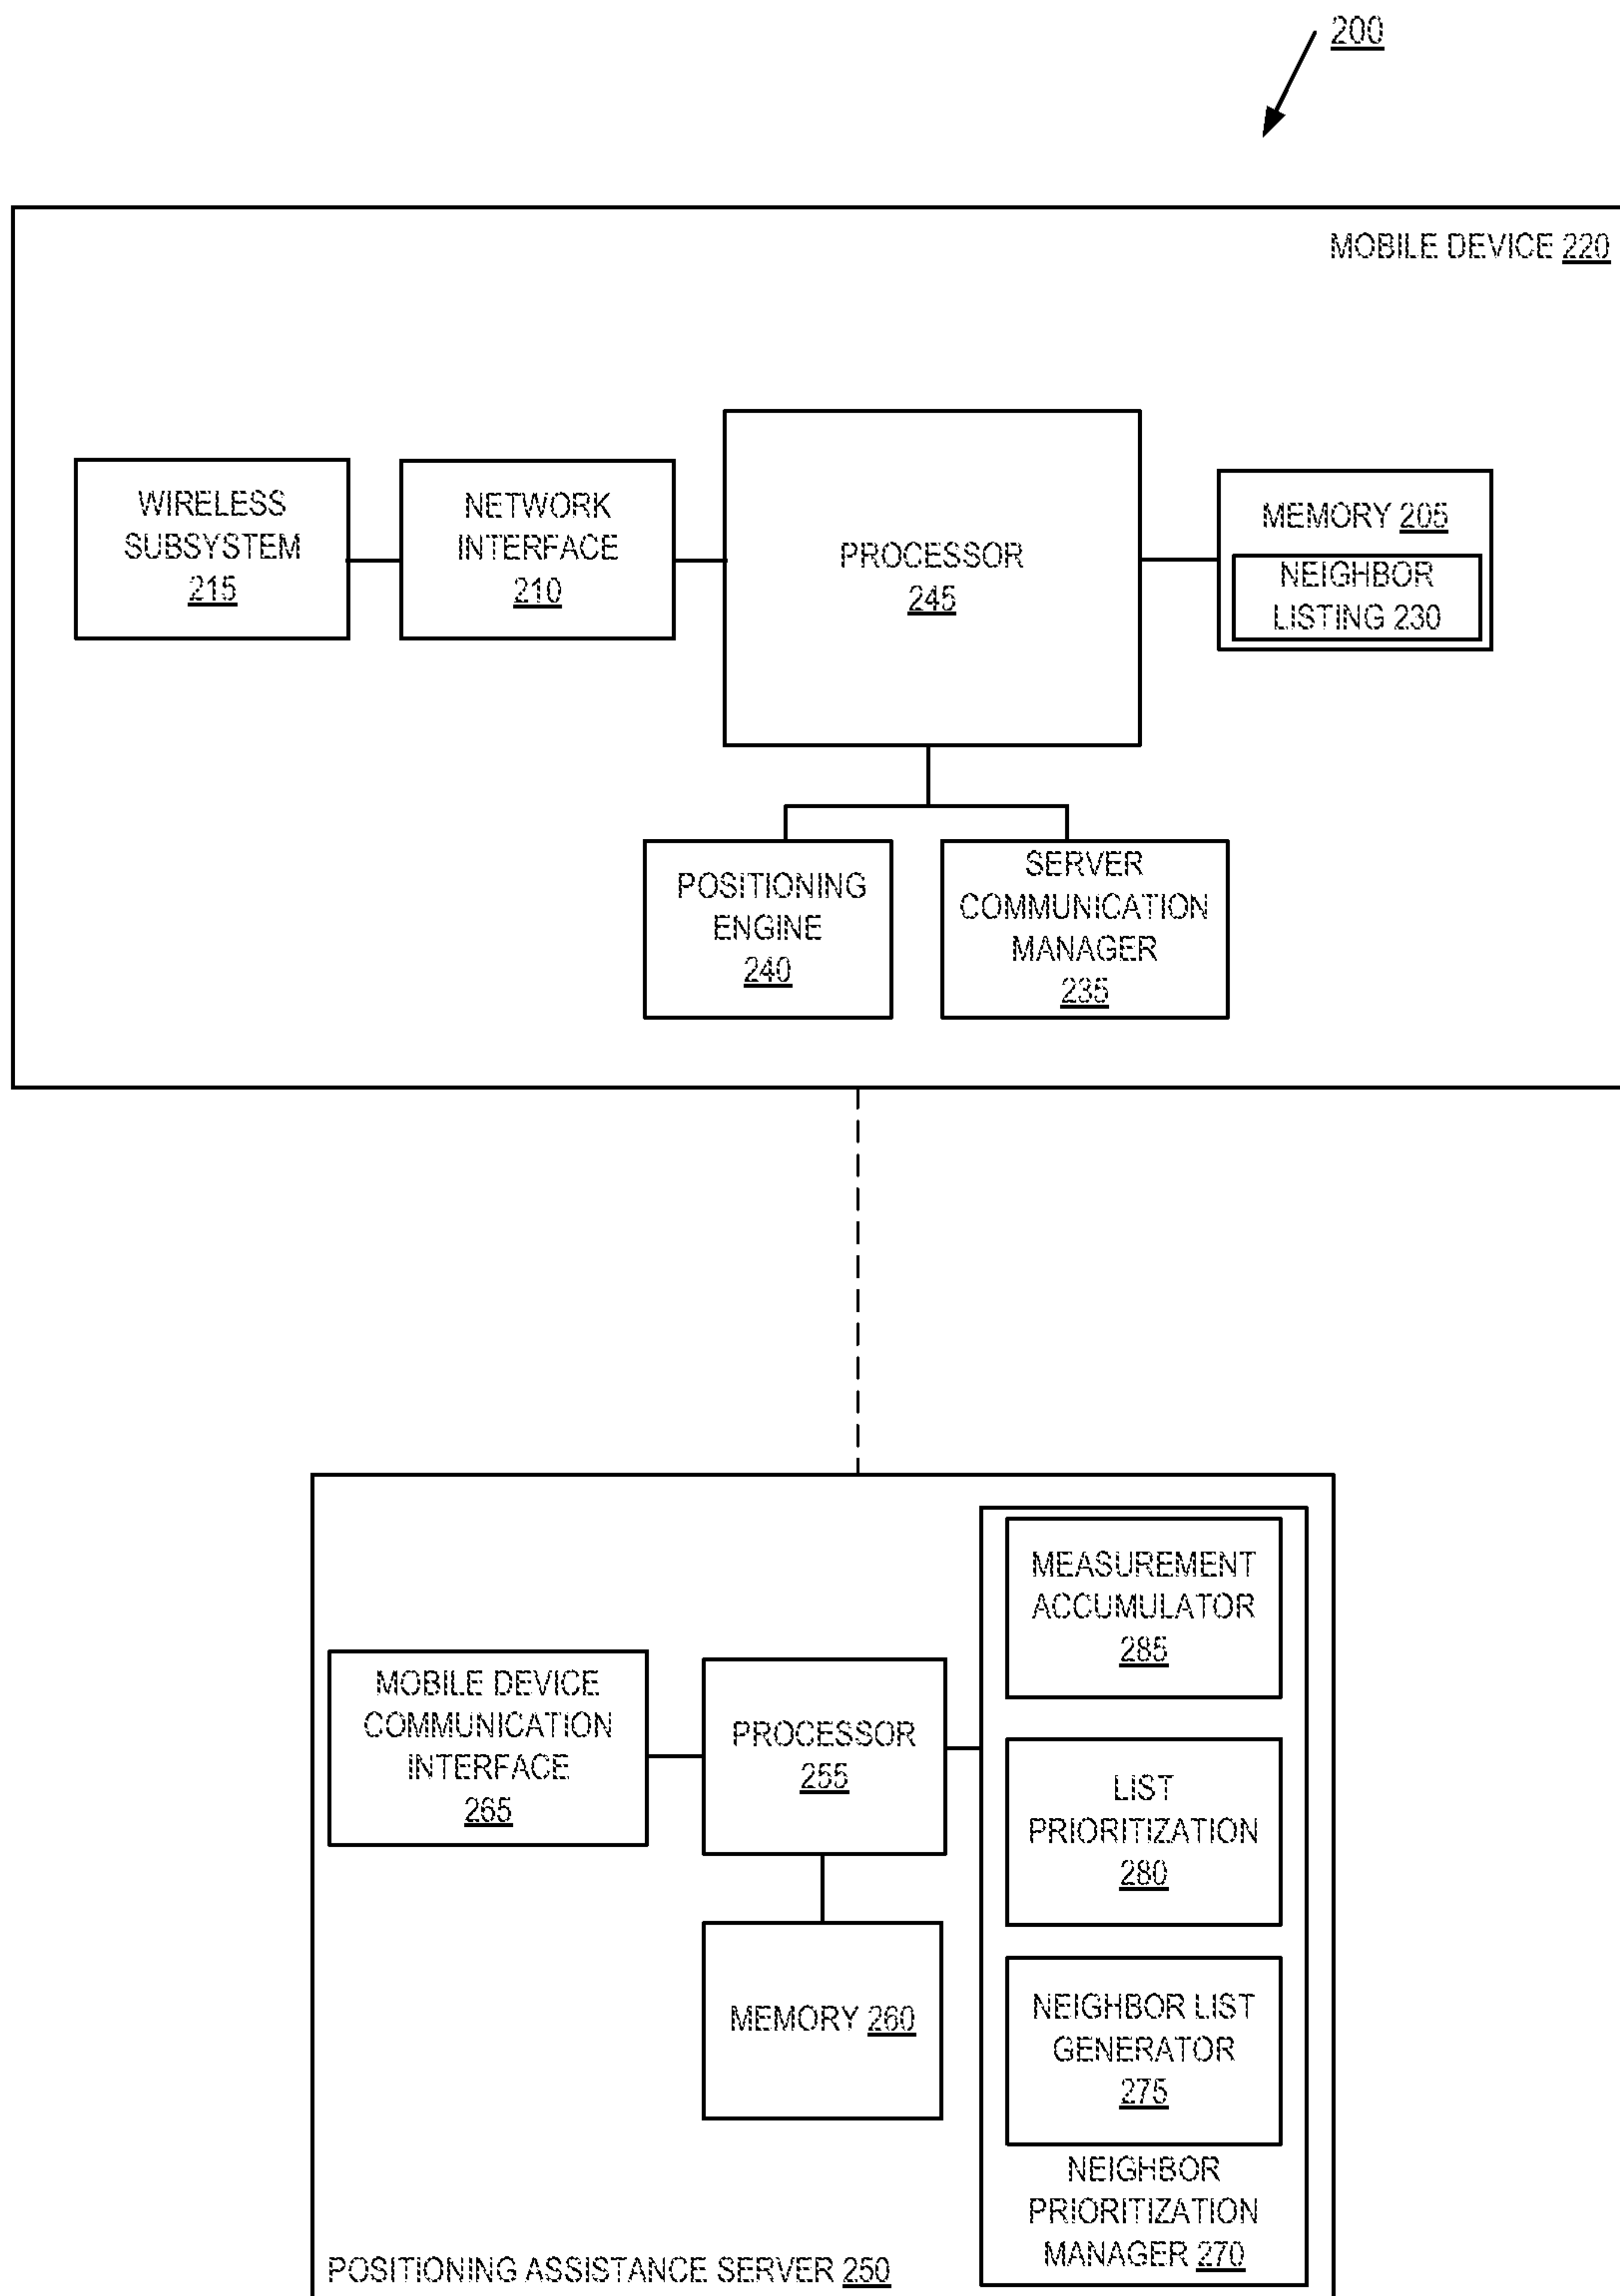 200
MOBILE DEVICE 220
WIRELESS
SUBSYSTEM
215
NETWORK
INTERFACE
210
PROCESSOR
245
MEMORY 205
NEIGHBOR
LISTING 230
POSITIONING
ENGINE
240
SERVER
COMMUNICATION
MANAGER
235
MEASUREMENT
ACCUMULATOR
285
MOBILE DEVICE
COMMUNICATION
INTERFACE
265
PROCESSOR
255
LIST
PRIORITIZATION
280
MEMORY 260
NEIGHBOR LIST
GENERATOR
275
NEIGHBOR
PRIORITIZATION
MANAGER 270
POSITIONING ASSISTANCE SERVER 250